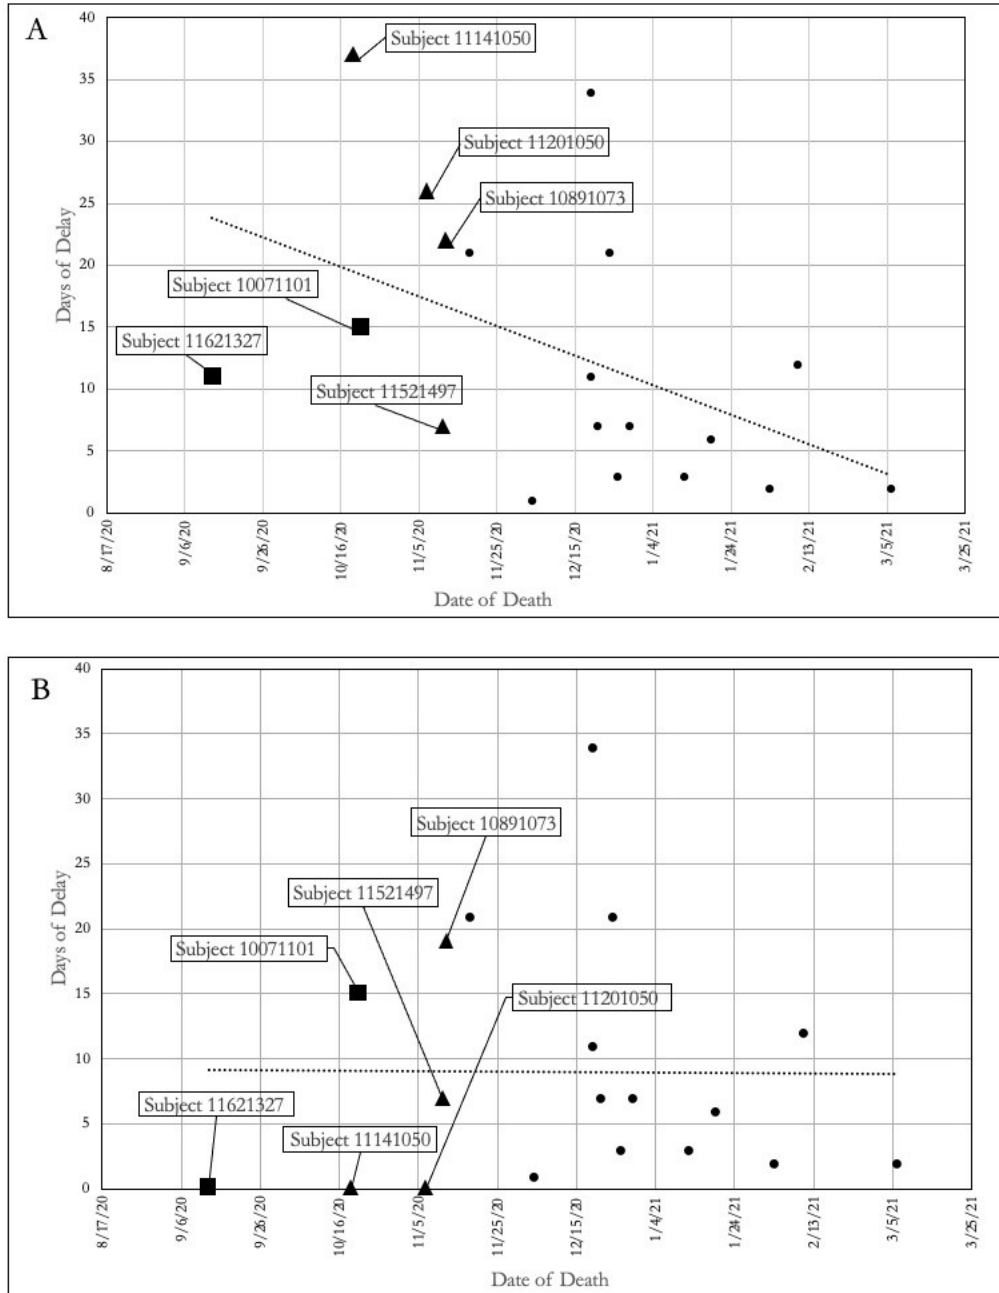 A
40
Subject 11141050
35
30
Subject 11201050
25
Subject 10891073
20
Subject 10071101
15
Subject 11621327
10
Subject 11521497
5
0
Days of Delay
8/17/20
9/6/20
9/26/20
10/16/20
11/5/20
11/25/20
12/15/20
1/4/21
1/24/21
2/13/21
3/5/21
3/25/21
Date of Death
B
40
35
30
Subject 10891073
25
Subject 11521497
20
Subject 10071101
15
Subject 11201050
10
Subject 11621327
5
Subject 11141050
0
Days of Delay
8/17/20
9/6/20
9/26/20
10/16/20
11/5/20
11/25/20
12/15/20
1/4/21
1/24/21
2/13/21
3/5/21
3/25/21
Date of Death